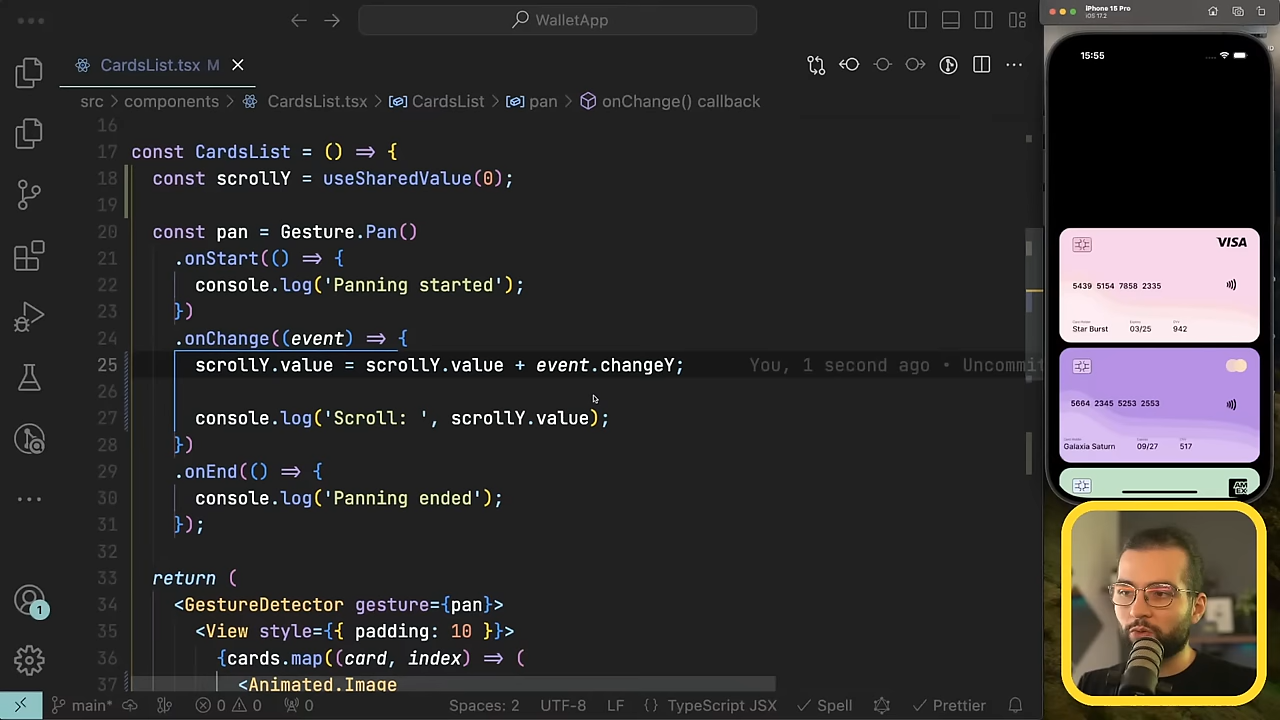 WalletApp
CardsList.tsx M
src > components > CardsList.tsx > CardsList > pan > onChange() callback
16
17 const CardsList = () => {
18 const scrollY = useSharedValue(0);
19
20 const pan = Gesture.Pan()
21 .onStart(() => {
22 console.log('Panning started');
23 })
24 .onChange((event) => {
25 scrollY.value = scrollY.value + event.changeY; You, 1 second ago • Uncommit
26
27 console.log('Scroll: ', scrollY.value);
28 })
29 .onEnd(() => {
30 console.log('Panning ended');
31 });
32
33 return (
34 <GestureDetector gesture={pan}>
35 <View style={{ padding: 10 }}>
36 {cards.map((card, index) => (
37 <Animated.Image
1
main* 0 0 0 Spaces: 2 UTF-8 LF {} TypeScript JSX Spell Prettier
iPhone 15 Pro
iOS 17.2
15:55
VISA
5439 5154 7858 2335
Star Burst 03/25 942
5664 2345 5253 2553
Galaxia Saturn 09/27 517
AM
EX